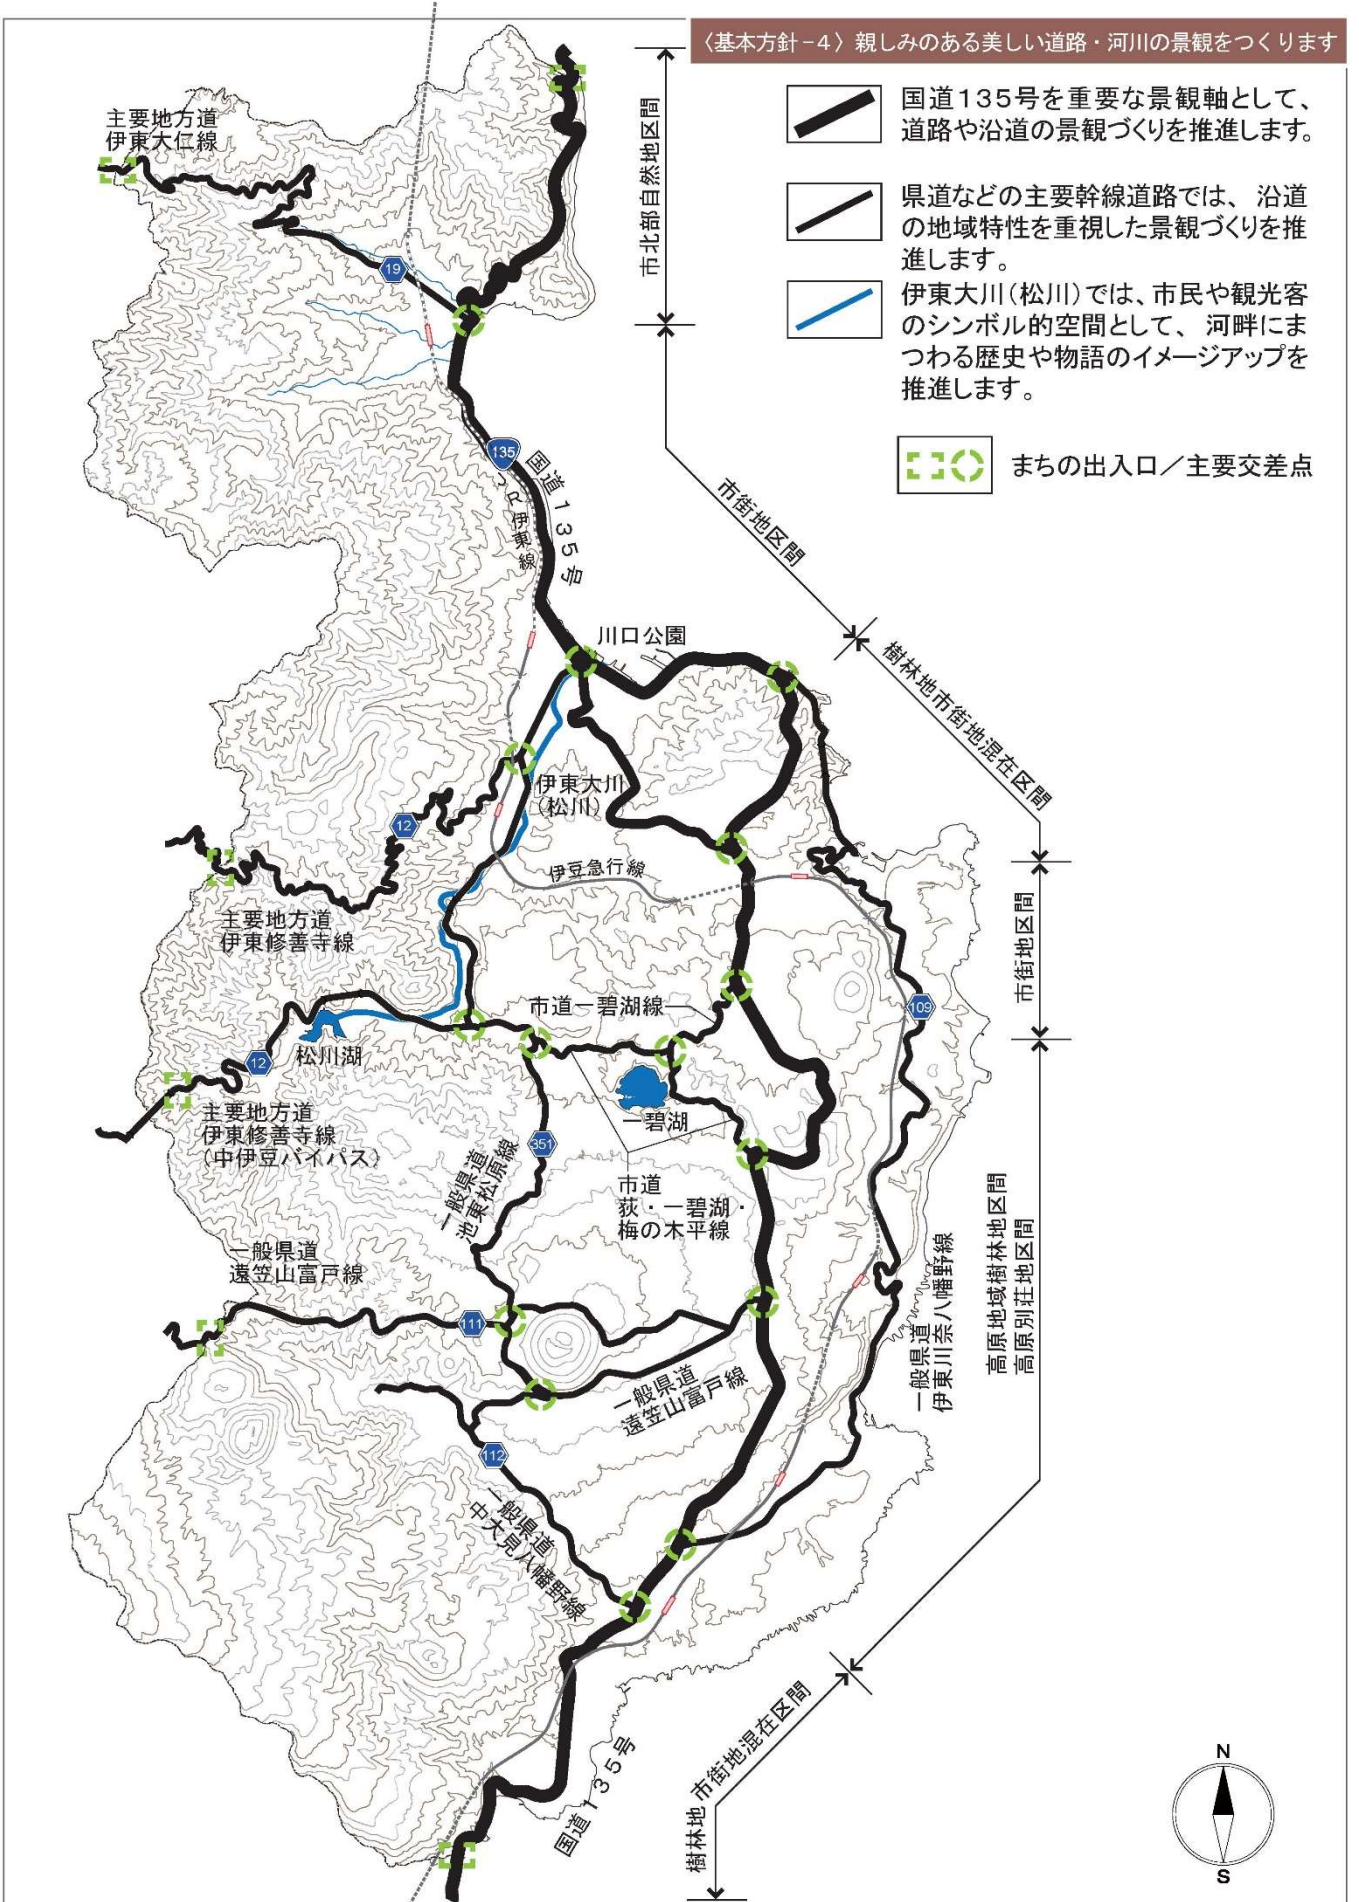 〈基本方針-4〉親しみのある美しい道路・河川の景観をつくります
国道135号を重要な景観軸として、
道路や沿道の景観づくりを推進します。
県道などの主要幹線道路では、沿道
の地域特性を重視した景観づくりを推
進します。
伊東大川(松川)では、市民や観光客
のシンボル的空間として、河畔にま
つわる歴史や物語のイメージアップを
推進します。
まちの出入口／主要交差点
主要地方道
伊東大仁線
19
市北部自然地区間
135
国道135号
JR伊東線
市街地区間
川口公園
樹林地市街地混在区間
伊東大川
(松川)
12
伊豆急行線
主要地方道
伊東修善寺線
市街地区間
109
市道一碧湖線
松川湖
12
一碧湖
主要地方道
伊東修善寺線
(中伊豆バイパス)
351
一般県道
池東松原線
市道
荻・一碧湖・
梅の木平線
高原地域樹林地区間
高原別荘地区間
一般県道
伊東川奈八幡野線
一般県道
遠笠山富戸線
111
一般県道
遠笠山富戸線
112
一般県道
中大見八幡野線
樹林地 市街地混在区間
国道135号
N
S